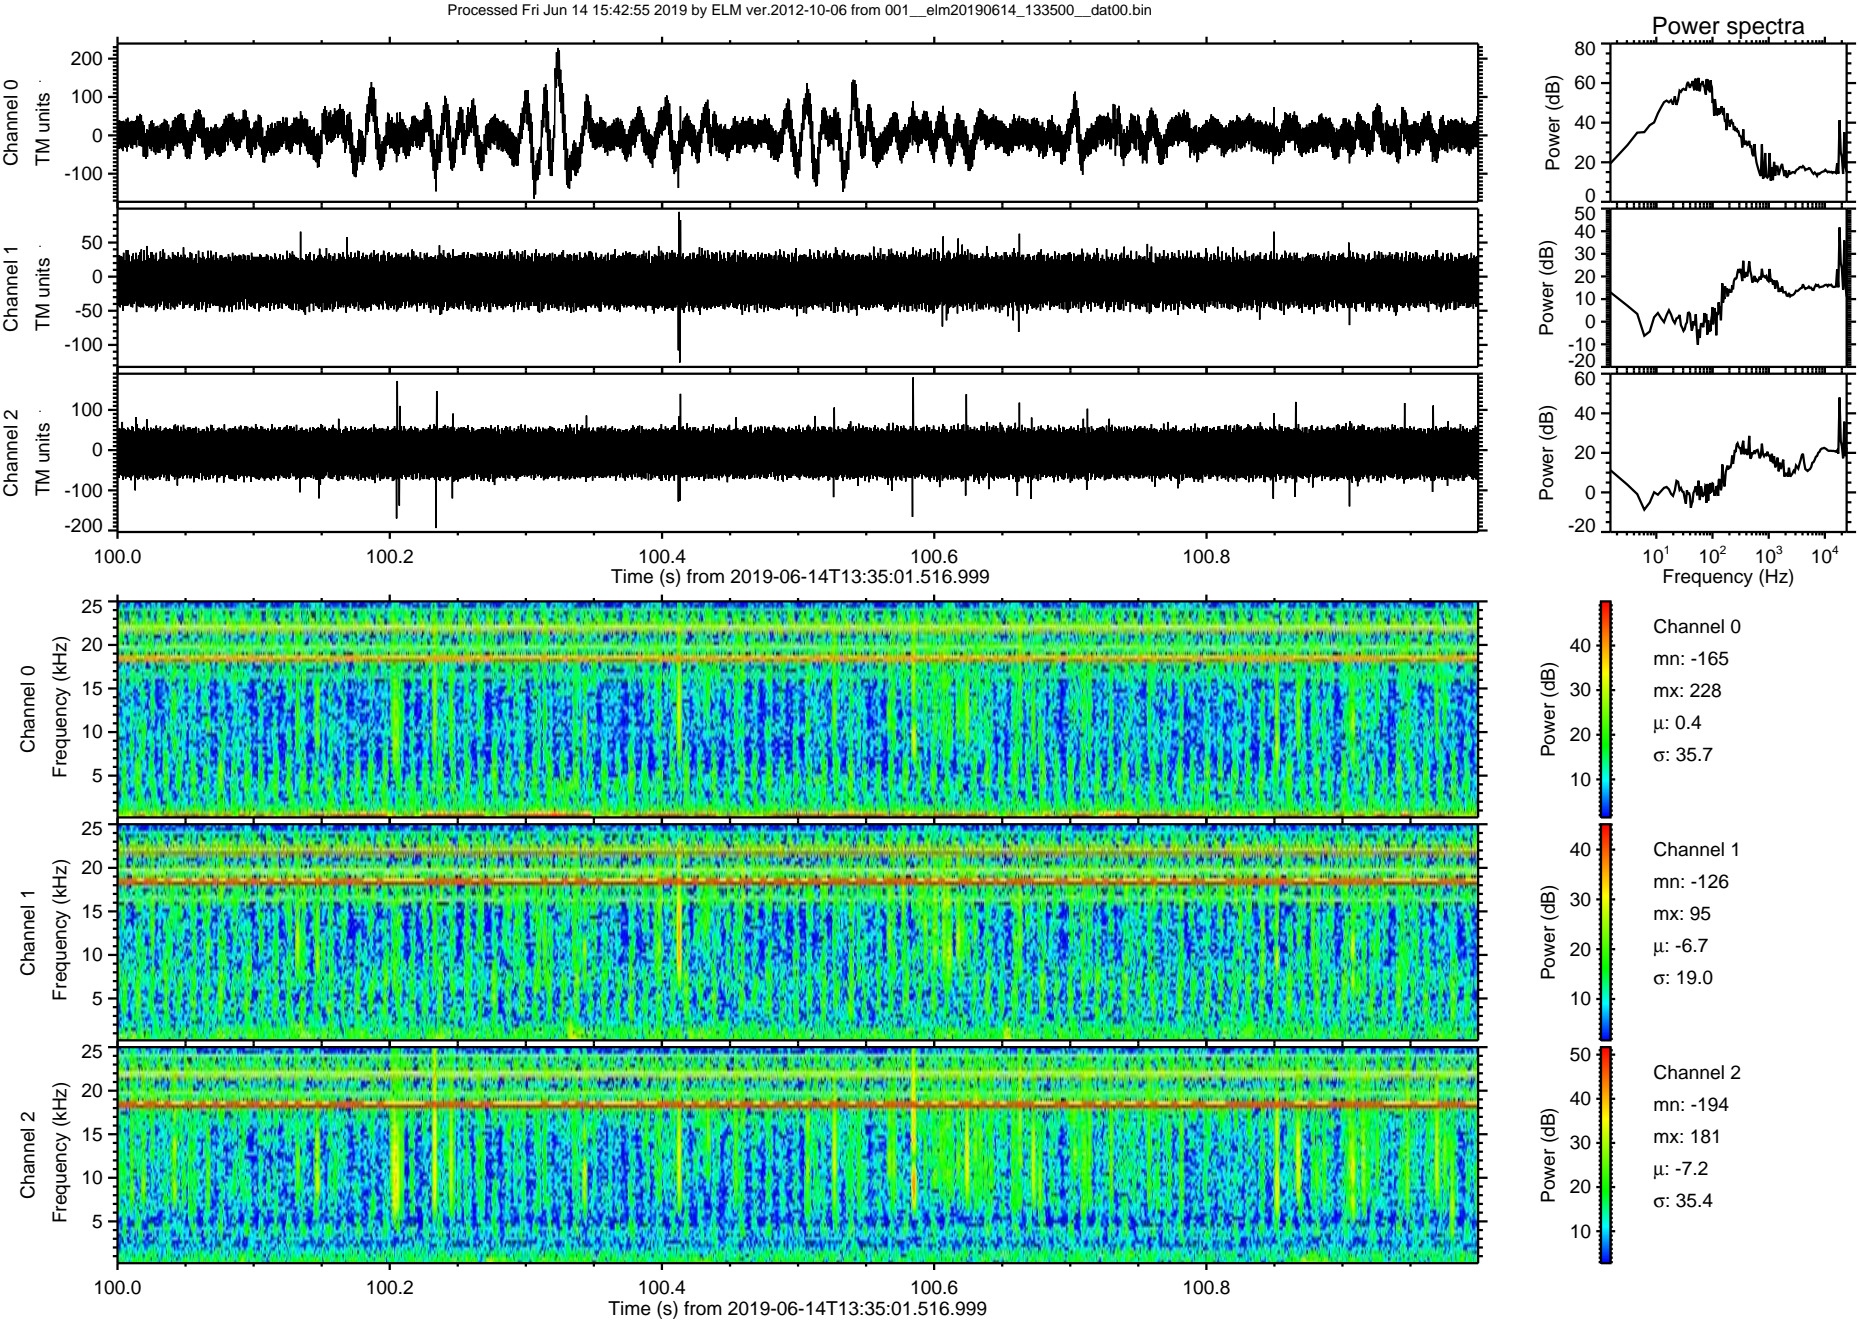 Processed Fri Jun 14 15:42:55 2019 by ELM ver.2012-10-06 from 001__elm20190614_133500__dat00.bin
Power spectra
Channel 0
TM units
200
100
0
-100
Power (dB)
80
60
40
20
0
Channel 1
TM units
50
0
-50
-100
Power (dB)
50
40
30
20
10
0
-10
-20
Channel 2
TM units
100
0
-100
-200
Power (dB)
60
40
20
0
-20
100.0 100.2 100.4 100.6 100.8
Time (s) from 2019-06-14T13:35:01.516.999
10^1 10^2 10^3 10^4
Frequency (Hz)
Channel 0
Frequency (kHz)
25
20
15
10
5
Power (dB)
40
30
20
10
Channel 0
mn: -165
mx: 228
μ: 0.4
σ: 35.7
Channel 1
Frequency (kHz)
25
20
15
10
5
Power (dB)
40
30
20
10
Channel 1
mn: -126
mx: 95
μ: -6.7
σ: 19.0
Channel 2
Frequency (kHz)
25
20
15
10
5
Power (dB)
50
40
30
20
10
Channel 2
mn: -194
mx: 181
μ: -7.2
σ: 35.4
100.0 100.2 100.4 100.6 100.8
Time (s) from 2019-06-14T13:35:01.516.999